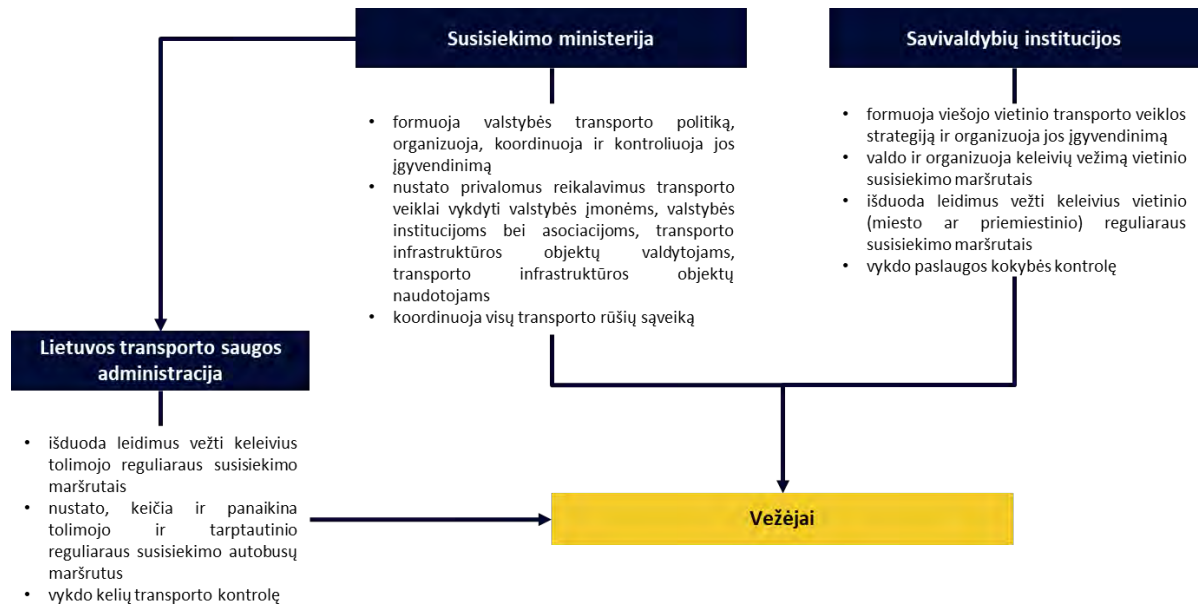 Susisiekimo ministerija
• formuoja valstybės transporto politiką,
organizuoja, koordinuoja ir kontroliuoja jos
įgyvendinimą
• nustato privalomus reikalavimus transporto
veiklai vykdyti valstybės įmonėms, valstybės
institucijoms bei asociacijoms, transporto
infrastruktūros objektų valdytojams,
transporto infrastruktūros objektų
naudotojams
• koordinuoja visų transporto rūšių sąveiką
Savivaldybių institucijos
• formuoja viešojo vietinio transporto veiklos
strategiją ir organizuoja jos įgyvendinimą
• valdo ir organizuoja keleivių vežimą vietinio
susisiekimo maršrutais
• išduoda leidimus vežti keleivius vietinio
(miesto ar priemiestinio) reguliaraus
susisiekimo maršrutais
• vykdo paslaugos kokybės kontrolę
Lietuvos transporto saugos
administracija
• išduoda leidimus vežti keleivius
tolimojo reguliaraus susisiekimo
maršrutais
• nustato, keičia ir panaikina
tolimojo ir tarptautinio
reguliaraus susisiekimo autobusų
maršrutus
• vykdo kelių transporto kontrolę
Vežėjai